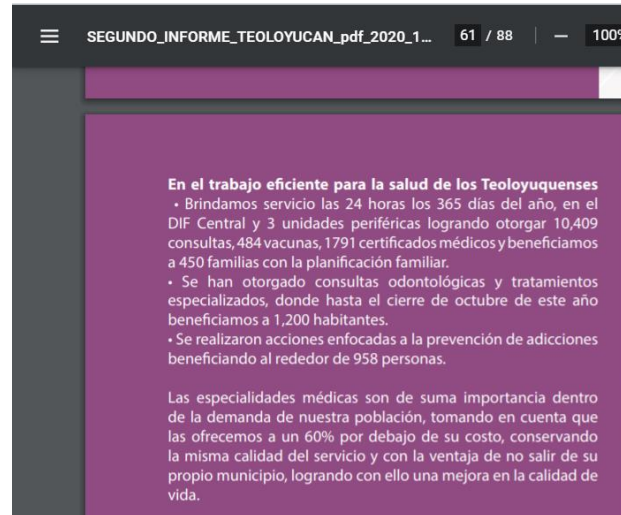 SEGUNDO_INFORME_TEOLOYUCAN_pdf_2020_1... 61 / 88 — 100%
En el trabajo eficiente para la salud de los Teoloyuquenses
• Brindamos servicio las 24 horas los 365 días del año, en el
DIF Central y 3 unidades periféricas logrando otorgar 10,409
consultas, 484 vacunas, 1791 certificados médicos y beneficiamos
a 450 familias con la planificación familiar.
• Se han otorgado consultas odontológicas y tratamientos
especializados, donde hasta el cierre de octubre de este año
beneficiamos a 1,200 habitantes.
• Se realizaron acciones enfocadas a la prevención de adicciones
beneficiando al rededor de 958 personas.
Las especialidades médicas son de suma importancia dentro
de la demanda de nuestra población, tomando en cuenta que
las ofrecemos a un 60% por debajo de su costo, conservando
la misma calidad del servicio y con la ventaja de no salir de su
propio municipio, logrando con ello una mejora en la calidad de
vida.